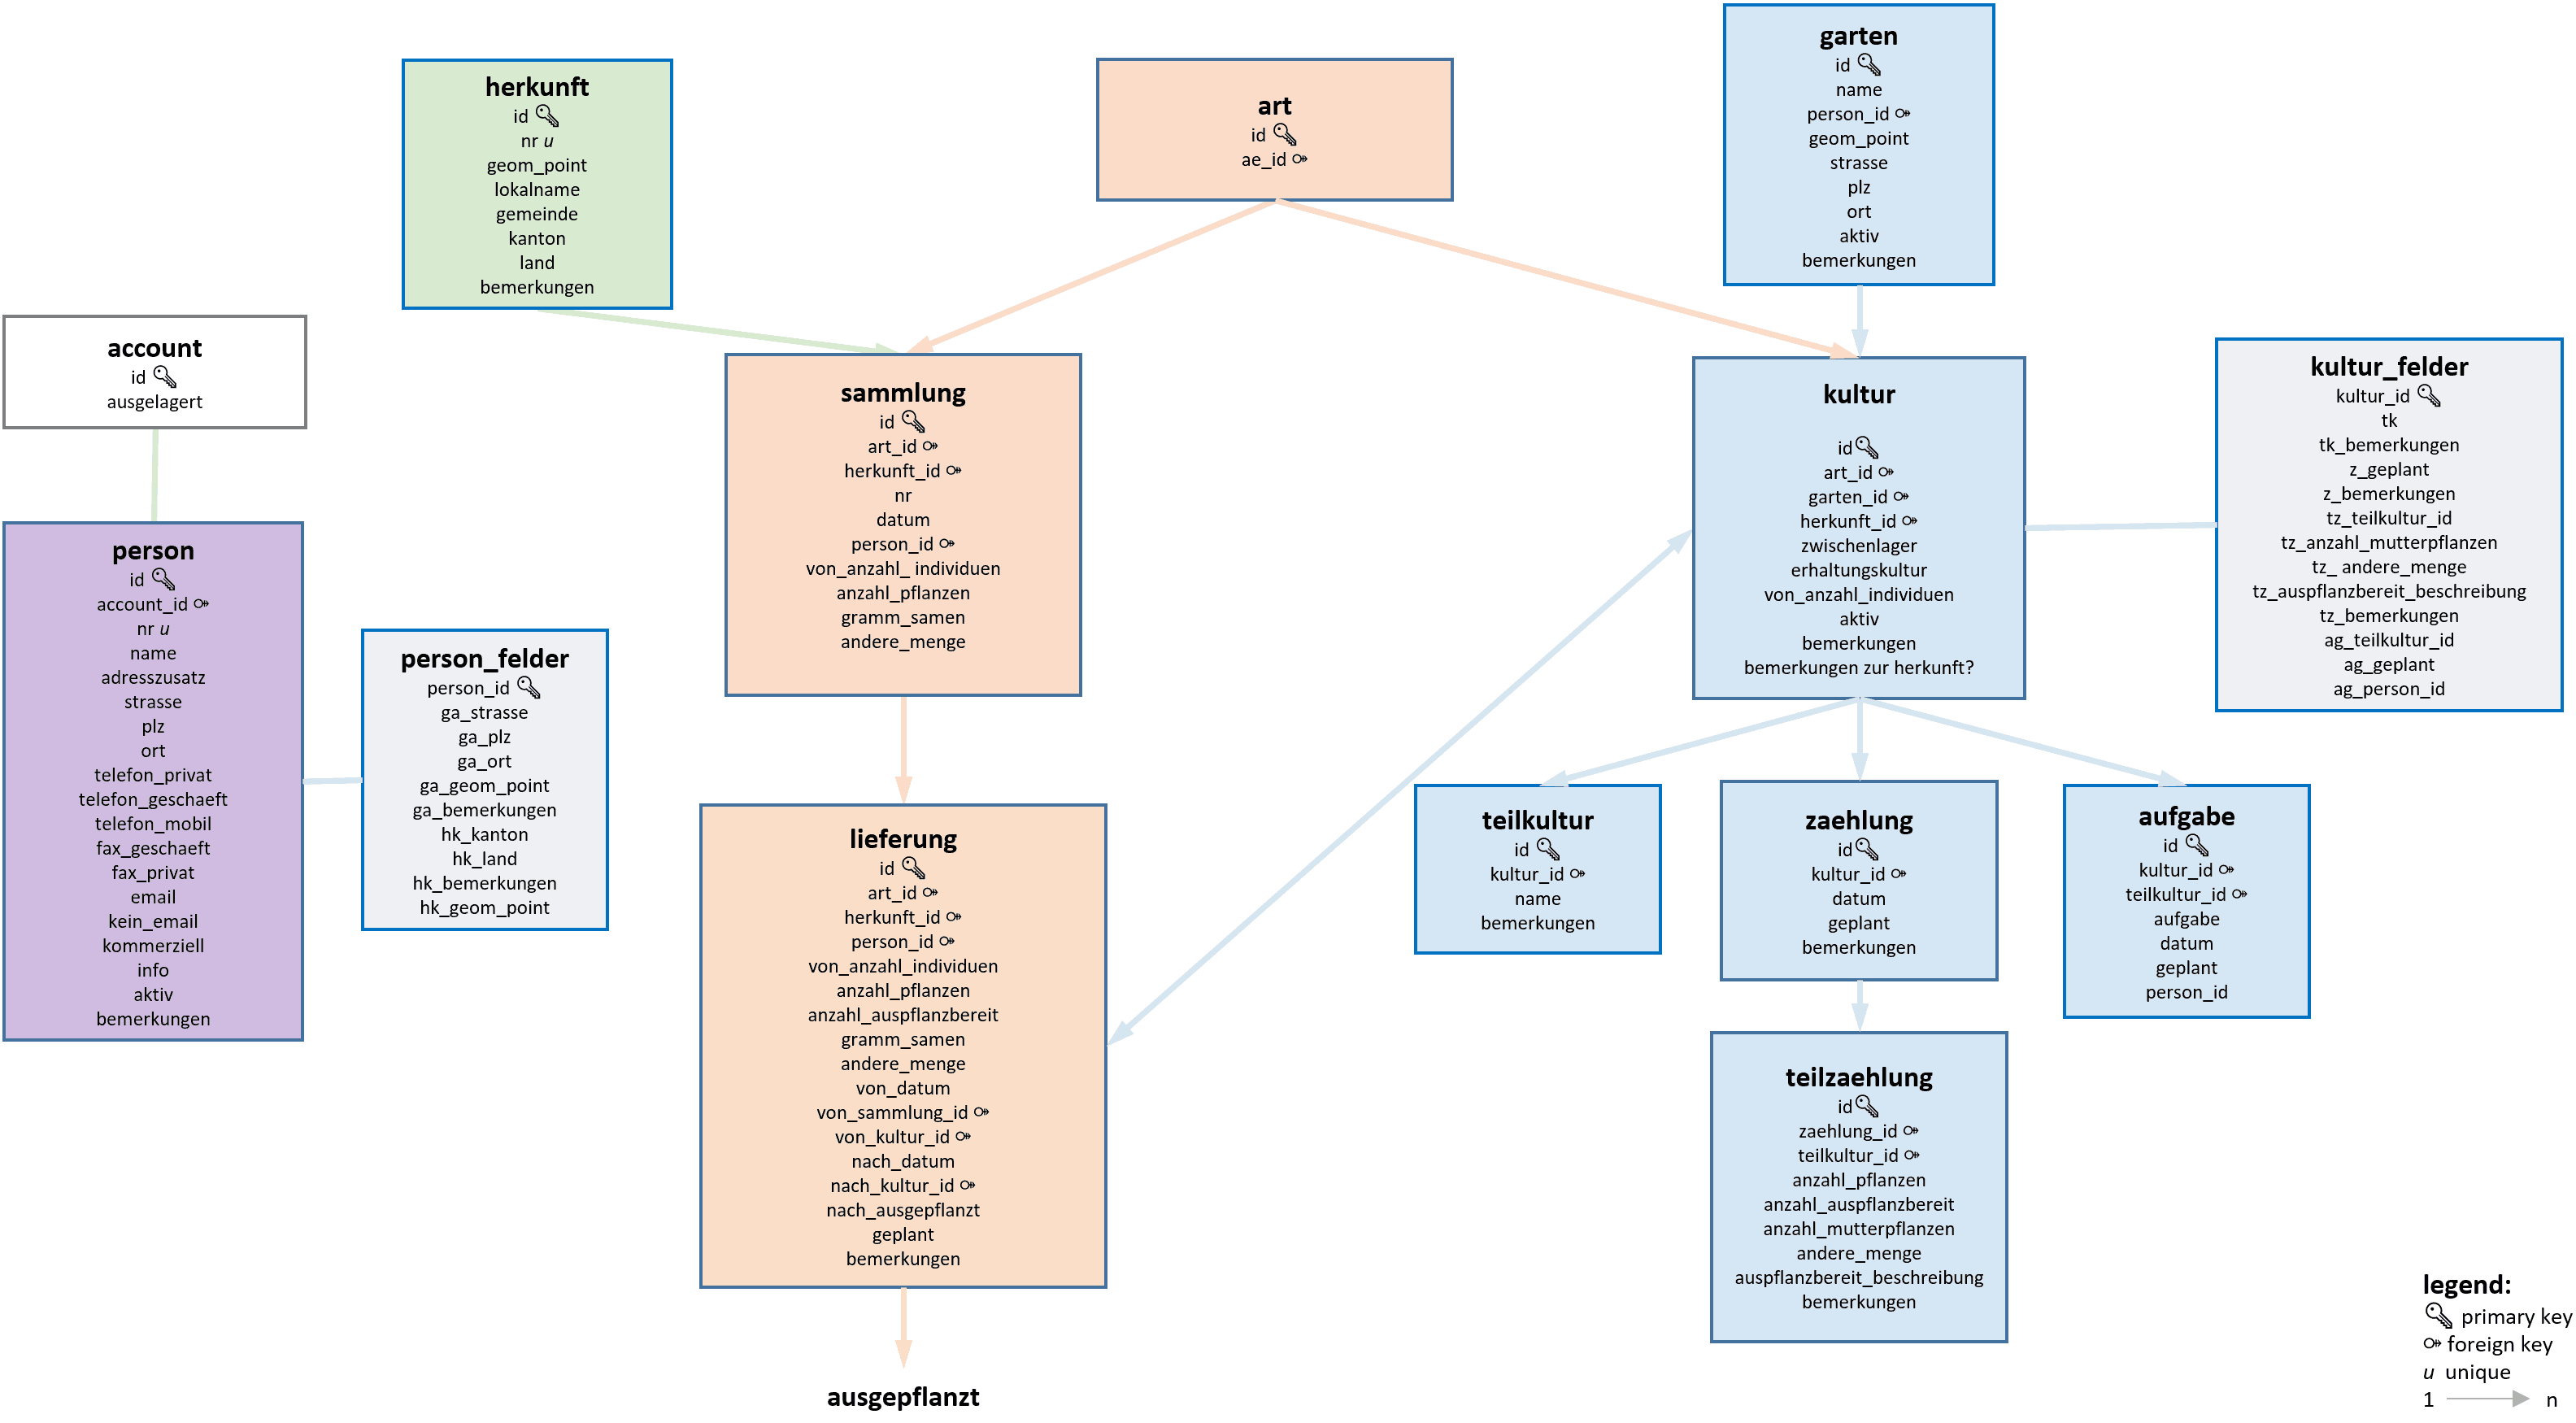 herkunft
id
nr u
geom_point
lokalname
gemeinde
kanton
land
bemerkungen
art
id
ae_id
garten
id
name
person_id
geom_point
strasse
plz
ort
aktiv
bemerkungen
account
id
ausgelagert
person
id
account_id
nr u
name
adresszusatz
strasse
plz
ort
telefon_privat
telefon_geschaeft
telefon_mobil
fax_geschaeft
fax_privat
email
kein_email
kommerziell
info
aktiv
bemerkungen
person_felder
person_id
ga_strasse
ga_plz
ga_ort
ga_geom_point
ga_bemerkungen
hk_kanton
hk_land
hk_bemerkungen
hk_geom_point
sammlung
id
art_id
herkunft_id
nr
datum
person_id
von_anzahl_ individuen
anzahl_pflanzen
gramm_samen
andere_menge
lieferung
id
art_id
herkunft_id
person_id
von_anzahl_individuen
anzahl_pflanzen
anzahl_auspflanzbereit
gramm_samen
andere_menge
von_datum
von_sammlung_id
von_kultur_id
nach_datum
nach_kultur_id
nach_ausgepflanzt
geplant
bemerkungen
ausgepflanzt
kultur
id
art_id
garten_id
herkunft_id
zwischenlager
erhaltungskultur
von_anzahl_individuen
aktiv
bemerkungen
bemerkungen zur herkunft?
kultur_felder
kultur_id
tk
tk_bemerkungen
z_geplant
z_bemerkungen
tz_teilkultur_id
tz_anzahl_mutterpflanzen
tz_ andere_menge
tz_auspflanzbereit_beschreibung
tz_bemerkungen
ag_teilkultur_id
ag_geplant
ag_person_id
teilkultur
id
kultur_id
name
bemerkungen
zaehlung
id
kultur_id
datum
geplant
bemerkungen
aufgabe
id
kultur_id
teilkultur_id
aufgabe
datum
geplant
person_id
teilzaehlung
id
zaehlung_id
teilkultur_id
anzahl_pflanzen
anzahl_auspflanzbereit
anzahl_mutterpflanzen
andere_menge
auspflanzbereit_beschreibung
bemerkungen
legend:
primary key
foreign key
u unique
1 n